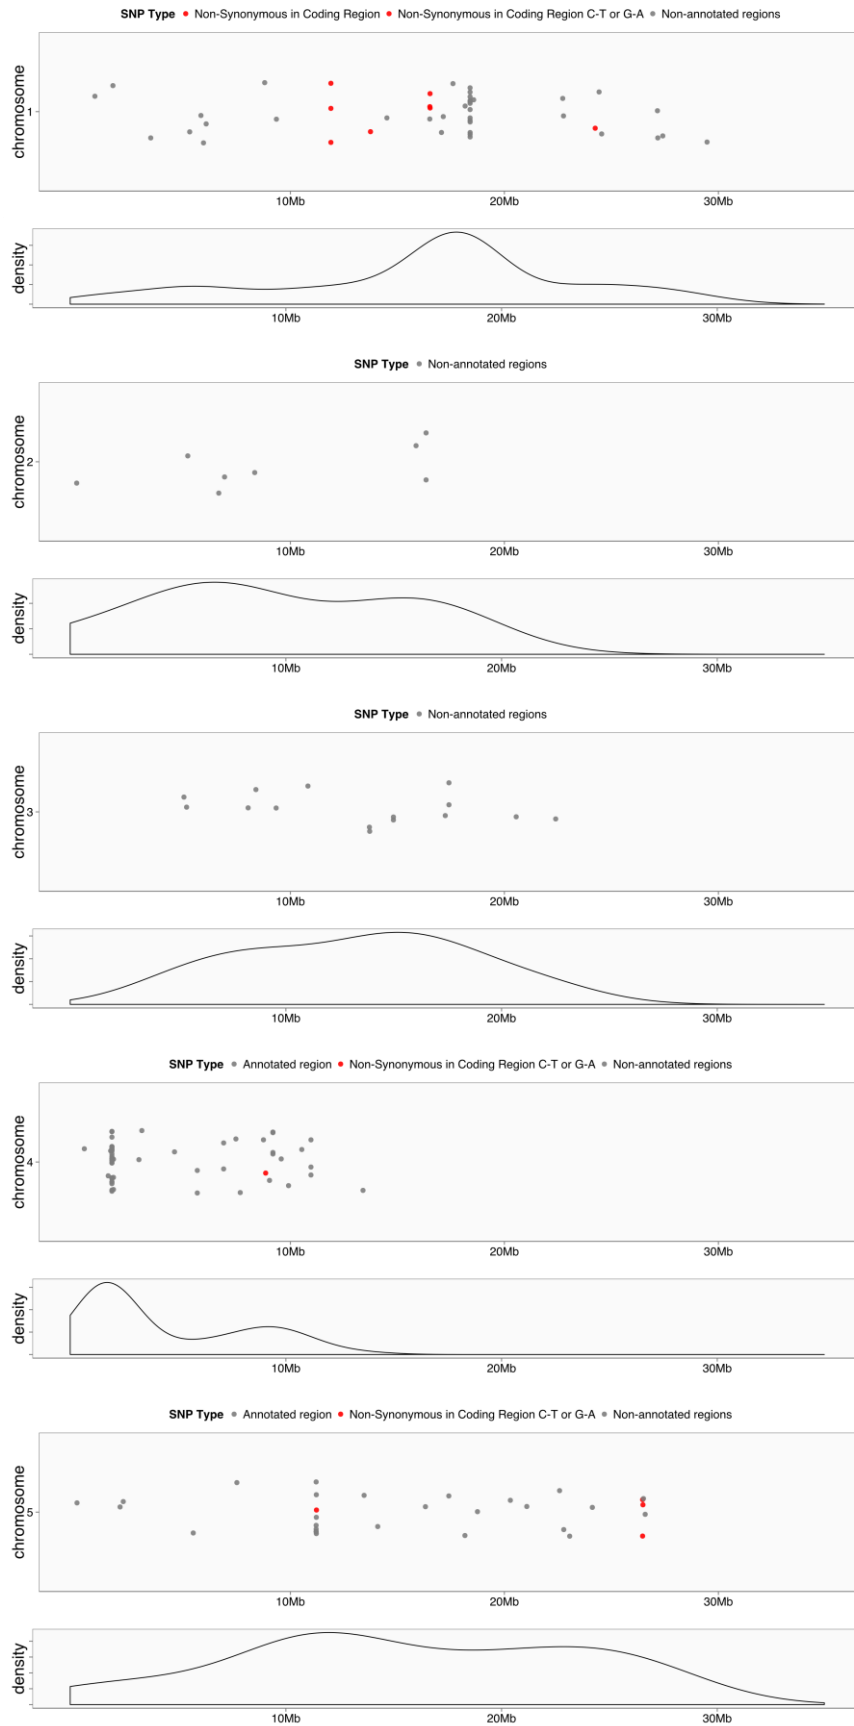 SNP Type Non-Synonymous in Coding Region Non-Synonymous in Coding Region C-T or G-A Non-annotated regions
chromosome
1
10Mb 20Mb 30Mb
density
10Mb 20Mb 30Mb
SNP Type Non-annotated regions
chromosome
2
10Mb 20Mb 30Mb
density
10Mb 20Mb 30Mb
SNP Type Non-annotated regions
chromosome
3
10Mb 20Mb 30Mb
density
10Mb 20Mb 30Mb
SNP Type Annotated region Non-Synonymous in Coding Region C-T or G-A Non-annotated regions
chromosome
4
10Mb 20Mb 30Mb
density
10Mb 20Mb 30Mb
SNP Type Annotated region Non-Synonymous in Coding Region C-T or G-A Non-annotated regions
chromosome
5
10Mb 20Mb 30Mb
density
10Mb 20Mb 30Mb